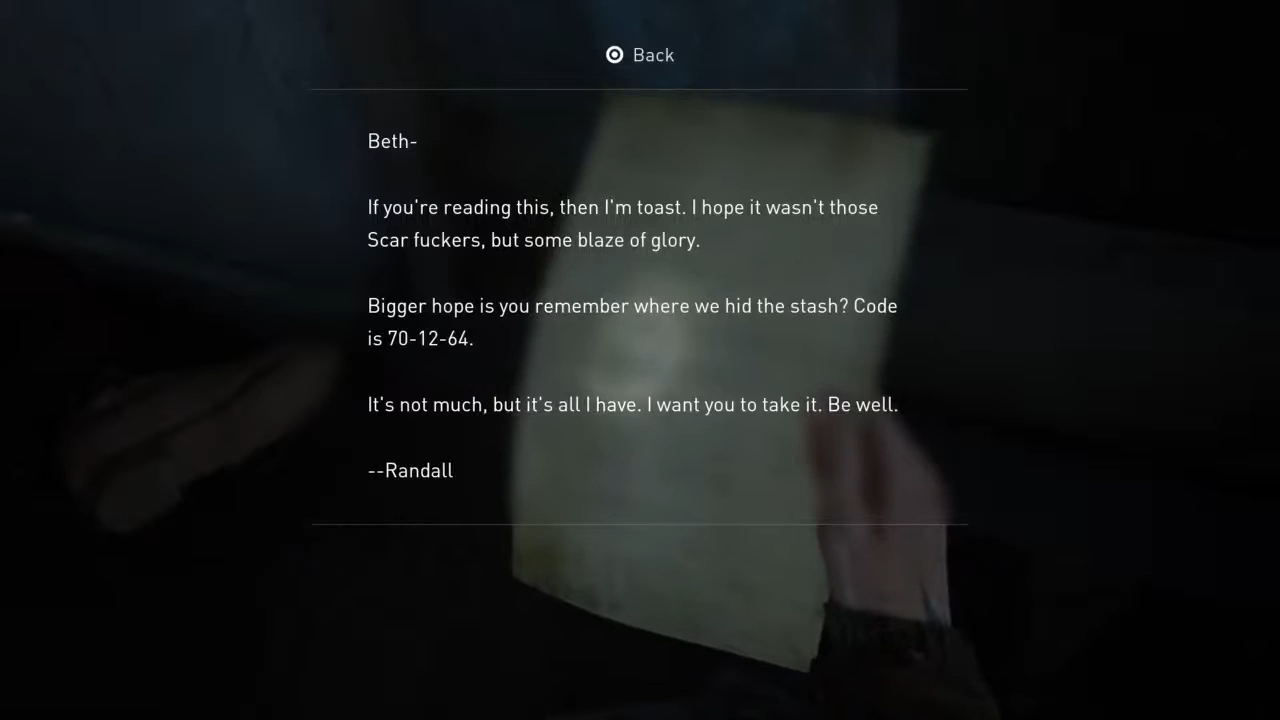 Back
Beth-
If you're reading this, then I'm toast. I hope it wasn't those
Scar fuckers, but some blaze of glory.
Bigger hope is you remember where we hid the stash? Code
is 70-12-64.
It's not much, but it's all I have. I want you to take it. Be well.
--Randall